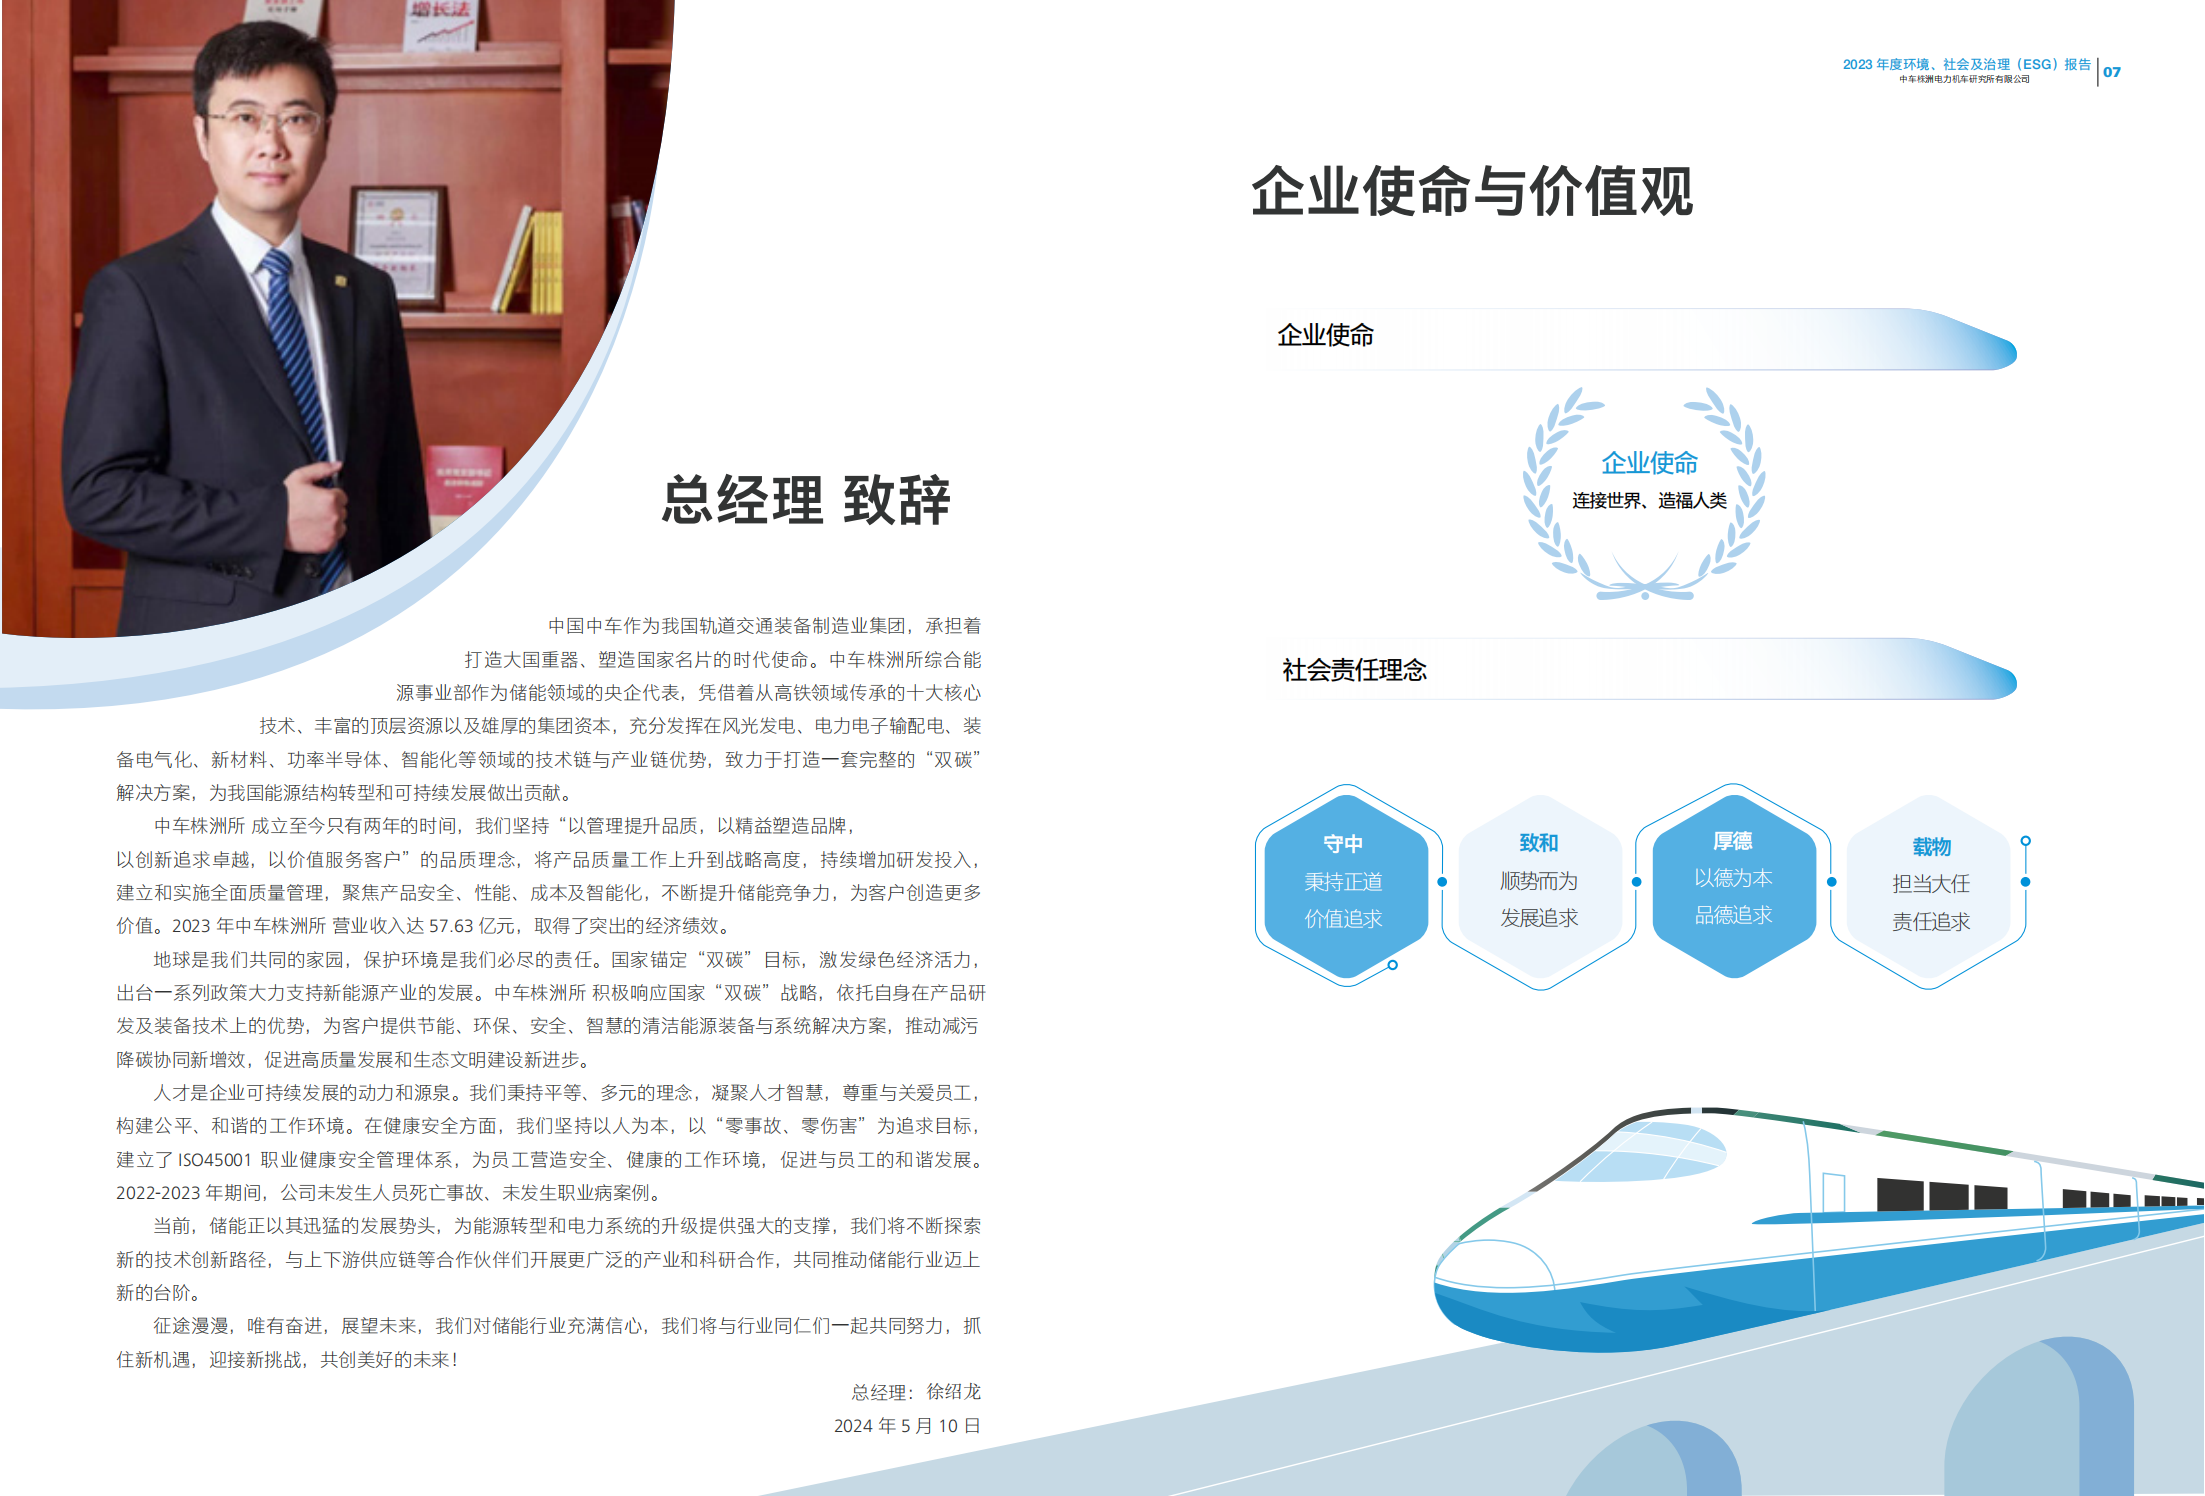 增长法
总经理 致辞
中国中车作为我国轨道交通装备制造业集团，承担着
打造大国重器、塑造国家名片的时代使命。中车株洲所综合能
源事业部作为储能领域的央企代表，凭借着从高铁领域传承的十大核心
技术、丰富的顶层资源以及雄厚的集团资本，充分发挥在风光发电、电力电子输配电、装
备电气化、新材料、功率半导体、智能化等领域的技术链与产业链优势，致力于打造一套完整的“双碳”
解决方案，为我国能源结构转型和可持续发展做出贡献。
中车株洲所 成立至今只有两年的时间，我们坚持“以管理提升品质，以精益塑造品牌，
以创新追求卓越，以价值服务客户”的品质理念，将产品质量工作上升到战略高度，持续增加研发投入，
建立和实施全面质量管理，聚焦产品安全、性能、成本及智能化，不断提升储能竞争力，为客户创造更多
价值。2023 年中车株洲所 营业收入达 57.63 亿元，取得了突出的经济绩效。
地球是我们共同的家园，保护环境是我们必尽的责任。国家锚定“双碳”目标，激发绿色经济活力，
出台一系列政策大力支持新能源产业的发展。中车株洲所 积极响应国家“双碳”战略，依托自身在产品研
发及装备技术上的优势，为客户提供节能、环保、安全、智慧的清洁能源装备与系统解决方案，推动减污
降碳协同新增效，促进高质量发展和生态文明建设新进步。
人才是企业可持续发展的动力和源泉。我们秉持平等、多元的理念，凝聚人才智慧，尊重与关爱员工，
构建公平、和谐的工作环境。在健康安全方面，我们坚持以人为本，以“零事故、零伤害”为追求目标，
建立了 ISO45001 职业健康安全管理体系，为员工营造安全、健康的工作环境，促进与员工的和谐发展。
2022-2023 年期间，公司未发生人员死亡事故、未发生职业病案例。
当前，储能正以其迅猛的发展势头，为能源转型和电力系统的升级提供强大的支撑，我们将不断探索
新的技术创新路径，与上下游供应链等合作伙伴们开展更广泛的产业和科研合作，共同推动储能行业迈上
新的台阶。
征途漫漫，唯有奋进，展望未来，我们对储能行业充满信心，我们将与行业同仁们一起共同努力，抓
住新机遇，迎接新挑战，共创美好的未来！
总经理：徐绍龙
2024 年 5 月 10 日
2023 年度环境、社会及治理（ESG）报告
中车株洲电力机车研究所有限公司
07
企业使命与价值观
企业使命
企业使命
连接世界、造福人类
社会责任理念
守中
秉持正道
价值追求
致和
顺势而为
发展追求
厚德
以德为本
品德追求
载物
担当大任
责任追求